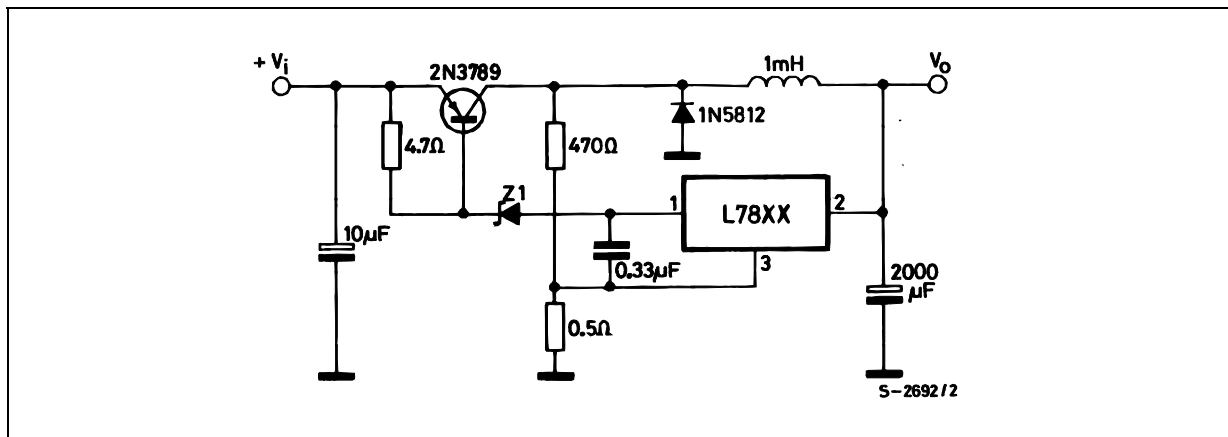 + Vi
2N3789
1mH
Vo
1N5812
4.7Ω
470Ω
Z1
1
L78XX
2
10µF
0.33µF
3
2000
µF
0.5Ω
S-2692/2